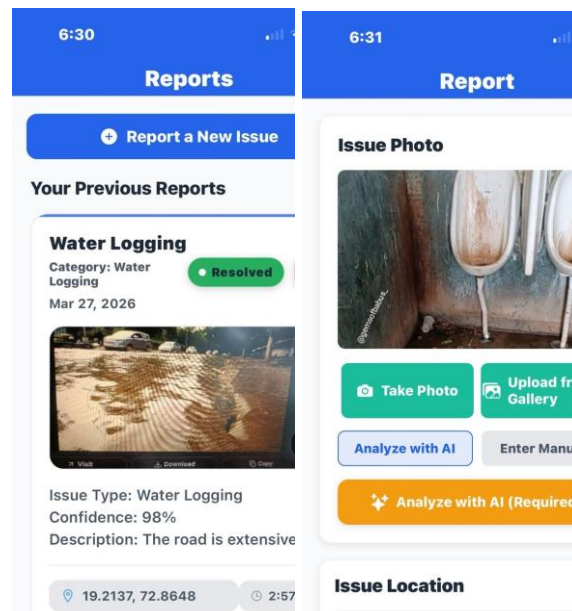 6:30
Reports
Report a New Issue
Your Previous Reports
Water Logging
Category: Water
Logging
Resolved
Mar 27, 2026
Visit
Download
Copy
Issue Type: Water Logging
Confidence: 98%
Description: The road is extensive
19.2137, 72.8648
2:57
6:31
Report
Issue Photo
@gemsofbabus_
Take Photo
Upload fr
Gallery
Analyze with AI
Enter Manu
Analyze with AI (Required
Issue Location